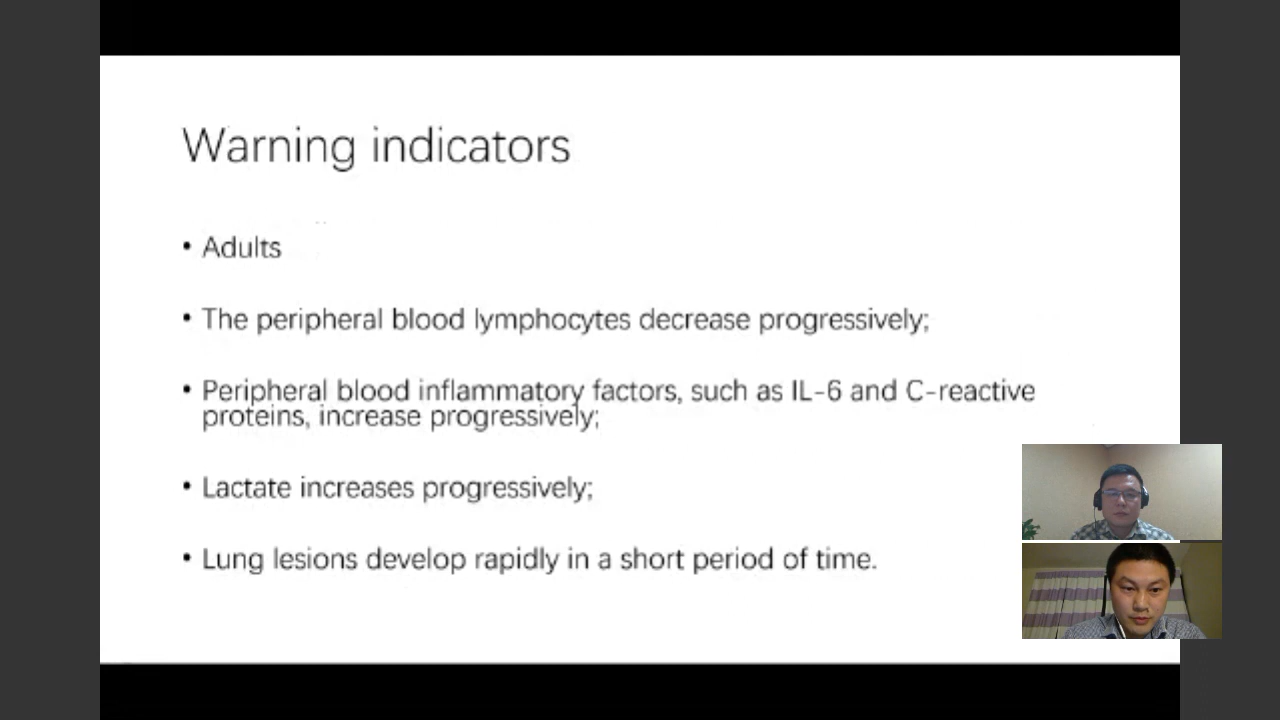 Warning indicators
• Adults
• The peripheral blood lymphocytes decrease progressively;
• Peripheral blood inflammatory factors, such as IL-6 and C-reactive
proteins, increase progressively;
• Lactate increases progressively;
• Lung lesions develop rapidly in a short period of time.